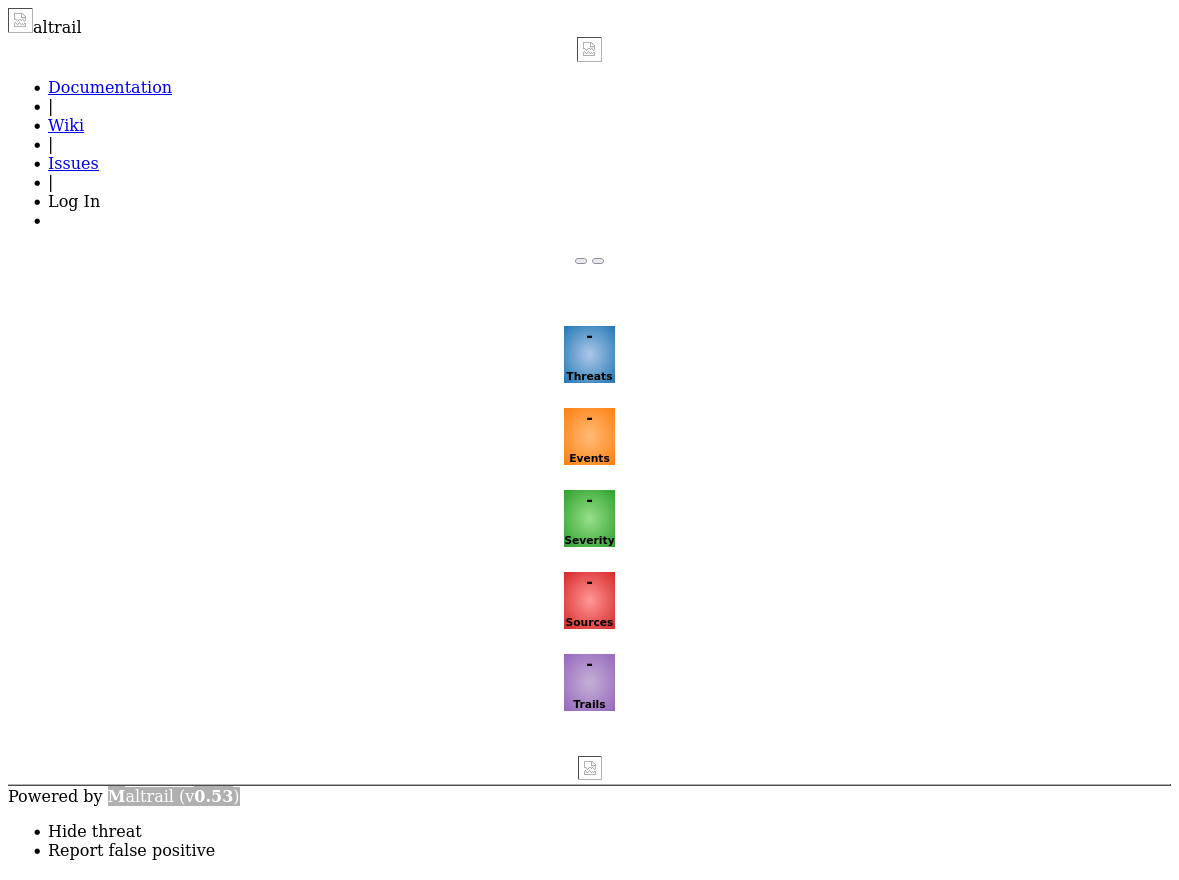 altrail
Documentation
|
Wiki
|
Issues
|
Log In
-
Threats
-
Events
-
Severity
-
Sources
-
Trails
Powered by Maltrail (v0.53)
Hide threat
Report false positive